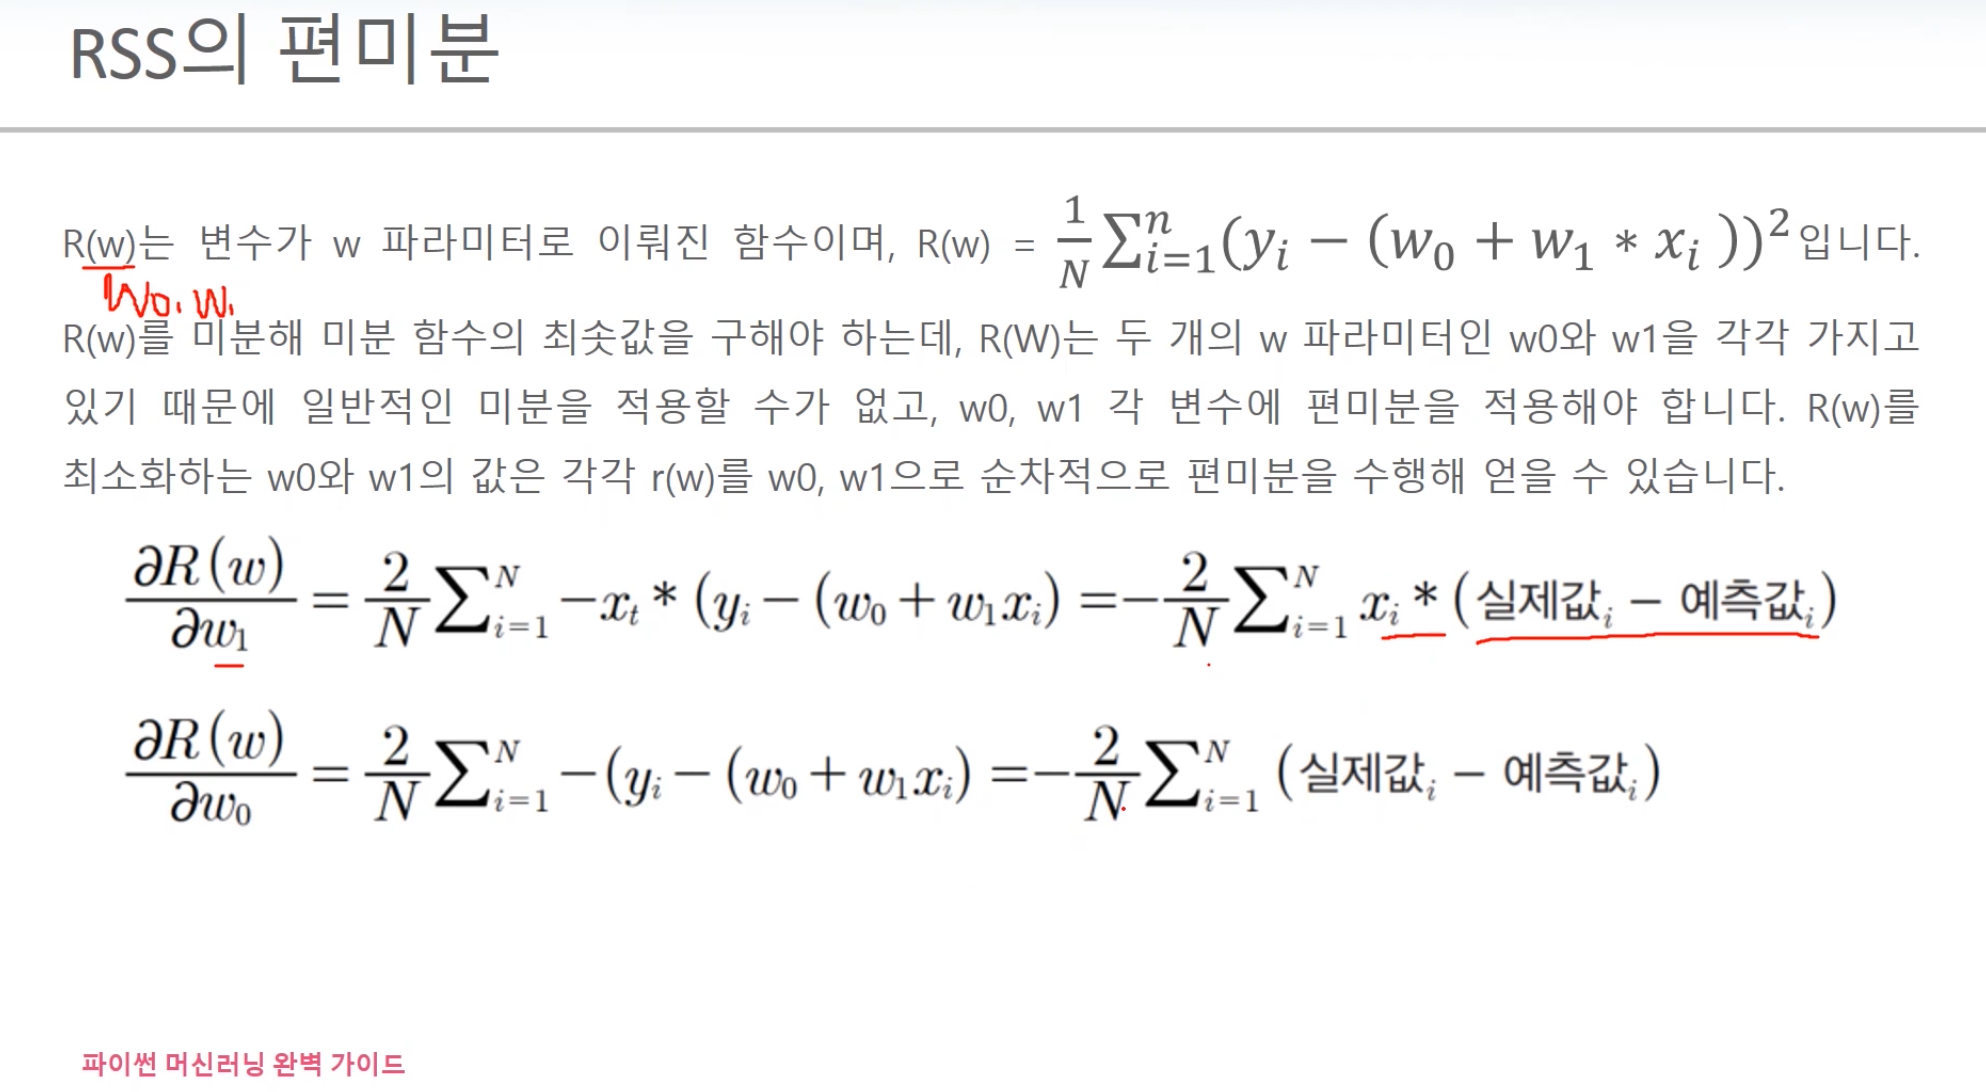 RSS의 편미분
R(w)는 변수가 w 파라미터로 이뤄진 함수이며, R(w) = \frac{1}{N}\sum_{i=1}^{n}(y_i - (w_0 + w_1 * x_i ))^2 입니다.
W0. W1
R(w)를 미분해 미분 함수의 최솟값을 구해야 하는데, R(W)는 두 개의 w 파라미터인 w0와 w1을 각각 가지고
있기 때문에 일반적인 미분을 적용할 수가 없고, w0, w1 각 변수에 편미분을 적용해야 합니다. R(w)를
최소화하는 w0와 w1의 값은 각각 r(w)를 w0, w1으로 순차적으로 편미분을 수행해 얻을 수 있습니다.
\frac{∂R(w)}{∂w_1} = \frac{2}{N}\sum_{i=1}^{N} -x_t * (y_i - (w_0 + w_1x_i) = -\frac{2}{N}\sum_{i=1}^{N} x_i * (실제값_i - 예측값_i)
\frac{∂R(w)}{∂w_0} = \frac{2}{N}\sum_{i=1}^{N} -(y_i - (w_0 + w_1x_i) = -\frac{2}{N}\sum_{i=1}^{N} (실제값_i - 예측값_i)
파이썬 머신러닝 완벽 가이드